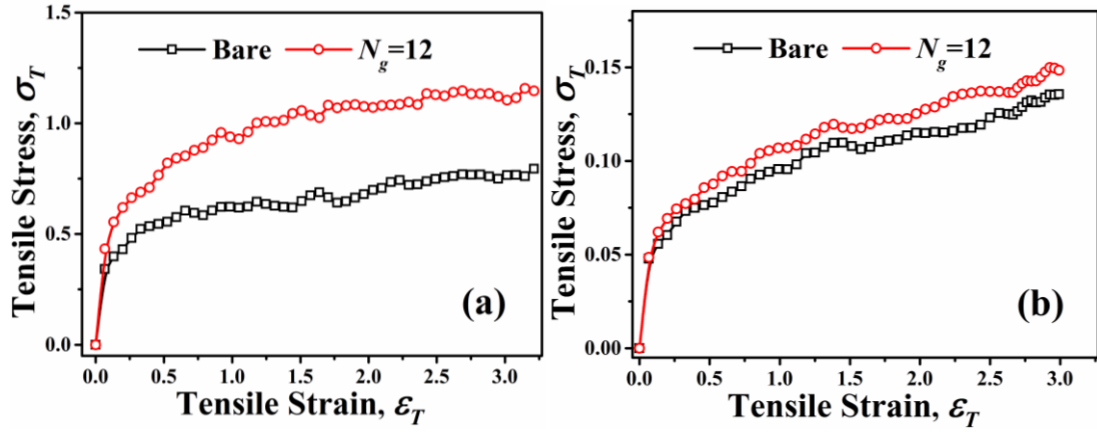 Tensile Stress, σ_T
1.5
1.0
0.5
0.0
Bare N_g=12
(a)
0.0 0.5 1.0 1.5 2.0 2.5 3.0
Tensile Strain, ε_T
Tensile Stress, σ_T
0.15
0.10
0.05
0.00
Bare N_g=12
(b)
0.0 0.5 1.0 1.5 2.0 2.5 3.0
Tensile Strain, ε_T